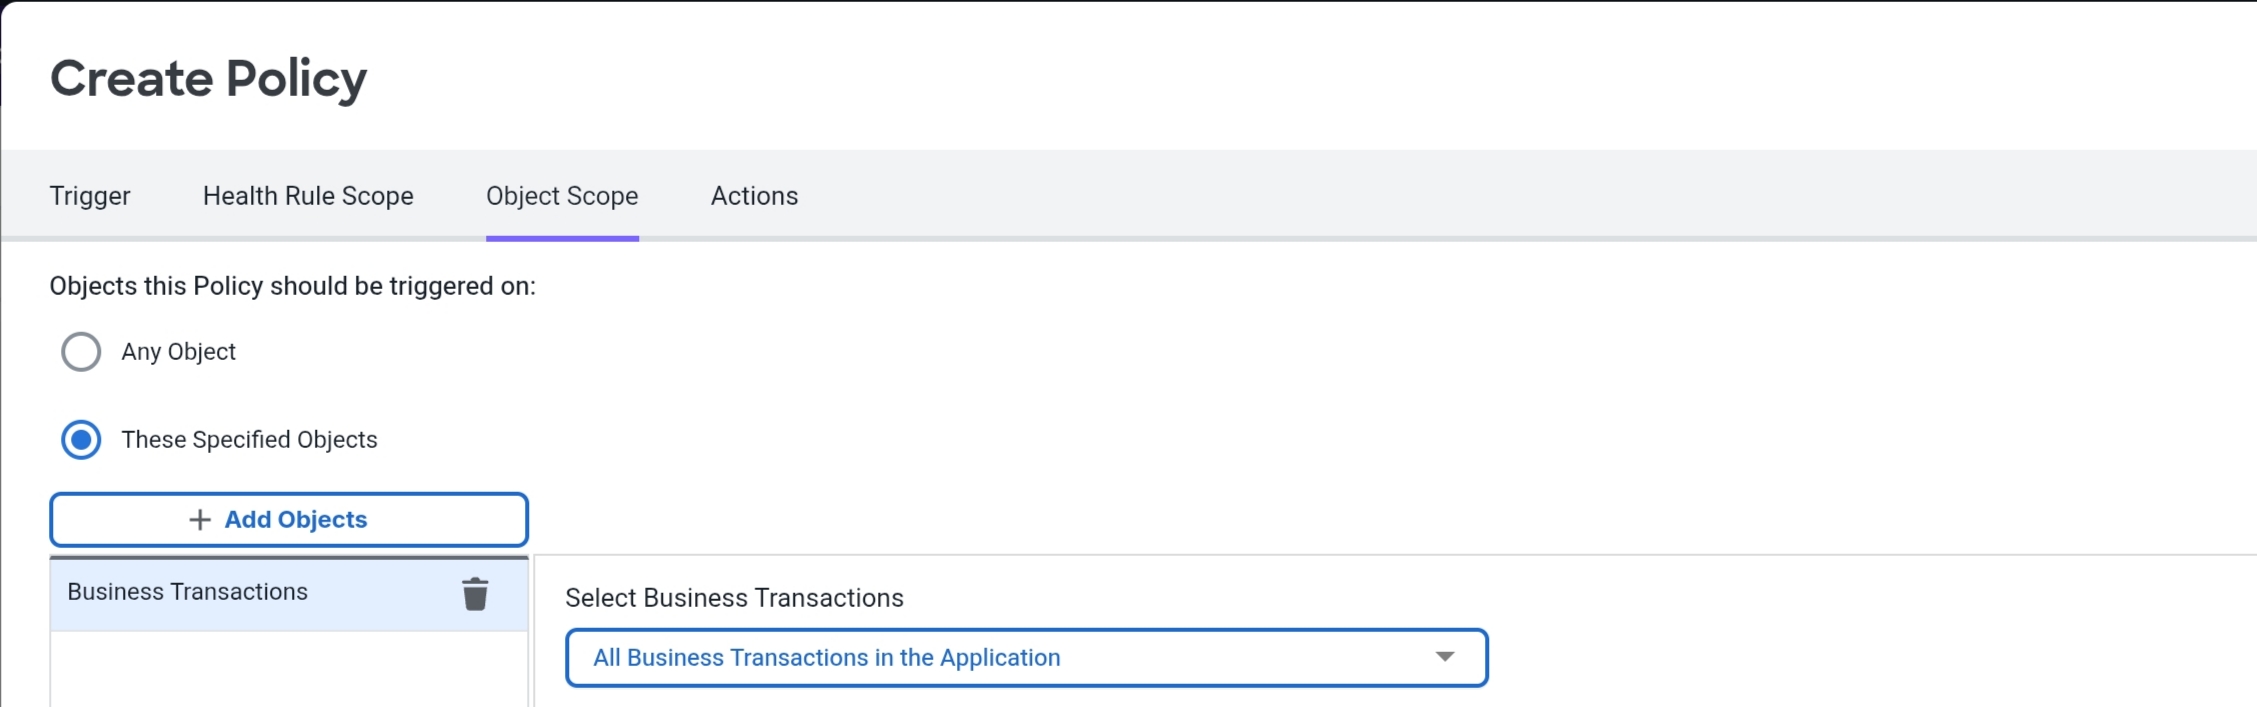 Create Policy
Trigger Health Rule Scope Object Scope Actions
Objects this Policy should be triggered on:
Any Object
These Specified Objects
+ Add Objects
Business Transactions
Select Business Transactions
All Business Transactions in the Application